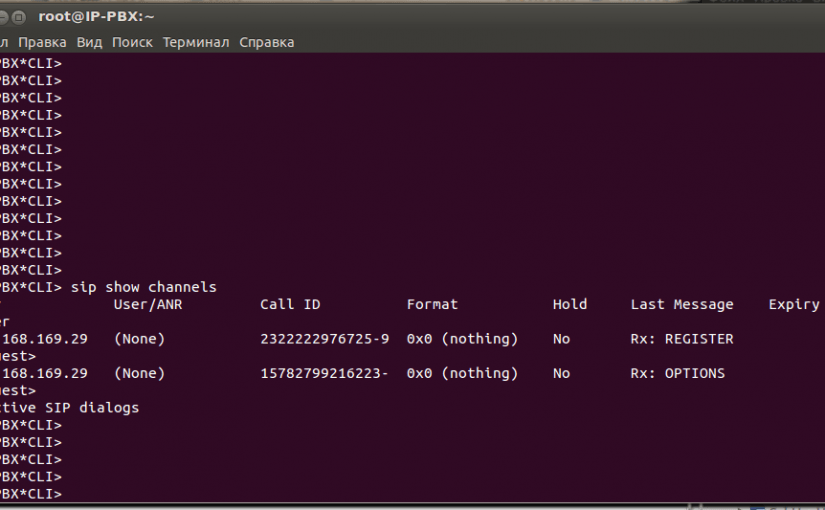 root@IP-PBX:~
л Правка Вид Поиск Терминал Справка
PBX*CLI>
PBX*CLI>
PBX*CLI>
PBX*CLI>
PBX*CLI>
PBX*CLI>
PBX*CLI>
PBX*CLI>
PBX*CLI>
PBX*CLI>
PBX*CLI>
PBX*CLI>
PBX*CLI>
PBX*CLI> sip show channels
User/ANR Call ID Format Hold Last Message Expiry
er
168.169.29 (None) 2322222976725-9 0x0 (nothing) No Rx: REGISTER
uest>
168.169.29 (None) 15782799216223- 0x0 (nothing) No Rx: OPTIONS
uest>
ctive SIP dialogs
PBX*CLI>
PBX*CLI>
PBX*CLI>
PBX*CLI>
PBX*CLI>